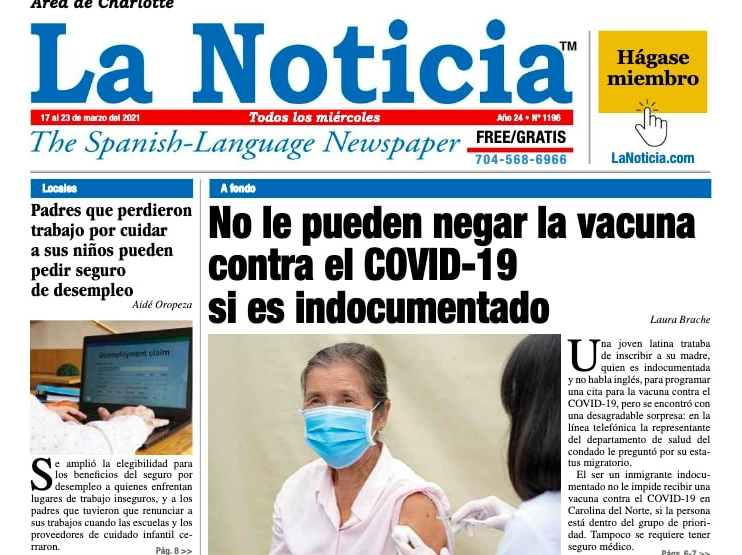 Área de Charlotte
La Noticia™
17 al 23 de marzo del 2021
Todos los miércoles
Año 24 • Nº 1196
The Spanish-Language Newspaper
FREE/GRATIS
704-568-6966
Hágase
miembro
LaNoticia.com
Locales
Padres que perdieron
trabajo por cuidar
a sus niños pueden
pedir seguro
de desempleo
Aidé Oropeza
Unemployment claim
Se amplió la elegibilidad para
los beneficios del seguro por
desempleo a quienes enfrentan
lugares de trabajo inseguros, y a los
padres que tuvieron que renunciar a
sus trabajos cuando las escuelas y los
proveedores de cuidado infantil ce-
rraron.
Pág. 8 >>
A fondo
No le pueden negar la vacuna
contra el COVID-19
si es indocumentado
Laura Brache
Una joven latina trataba
de inscribir a su madre,
quien es indocumentada
y no habla inglés, para programar
una cita para la vacuna contra el
COVID-19, pero se encontró con
una desagradable sorpresa: en la
línea telefónica la representante
del departamento de salud del
condado le preguntó por su esta-
tus migratorio.
El ser un inmigrante indocu-
mentado no le impide recibir una
vacuna contra el COVID-19 en
Carolina del Norte, si la persona
está dentro del grupo de priori-
dad. Tampoco se requiere tener
seguro médico.
Págs. 6-7 >>